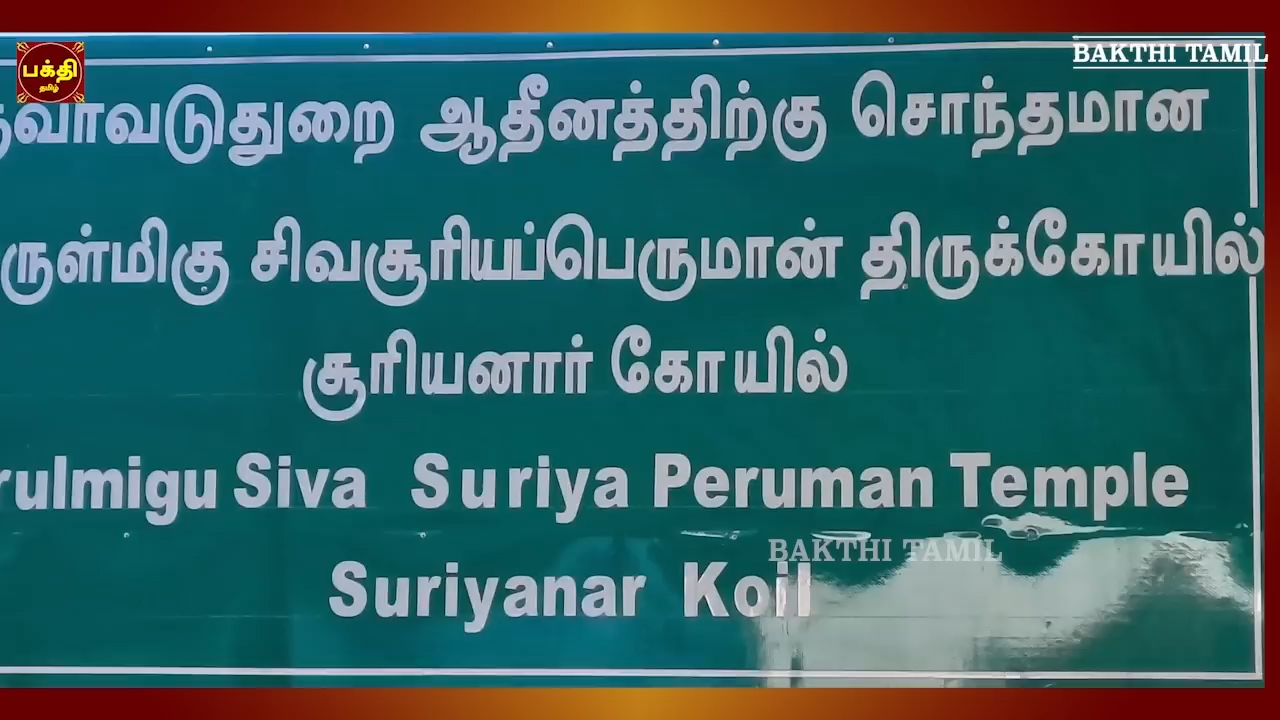 பக்தி
தமிழ்
BAKTHI TAMIL
வாவடுதுறை ஆதீனத்திற்கு சொந்தமான
ருள்மிகு சிவசூரியப்பெருமான் திருக்கோயில்
சூரியனார் கோயில்
rulmigu Siva Suriya Peruman Temple
BAKTHI TAMIL
Suriyanar Koil